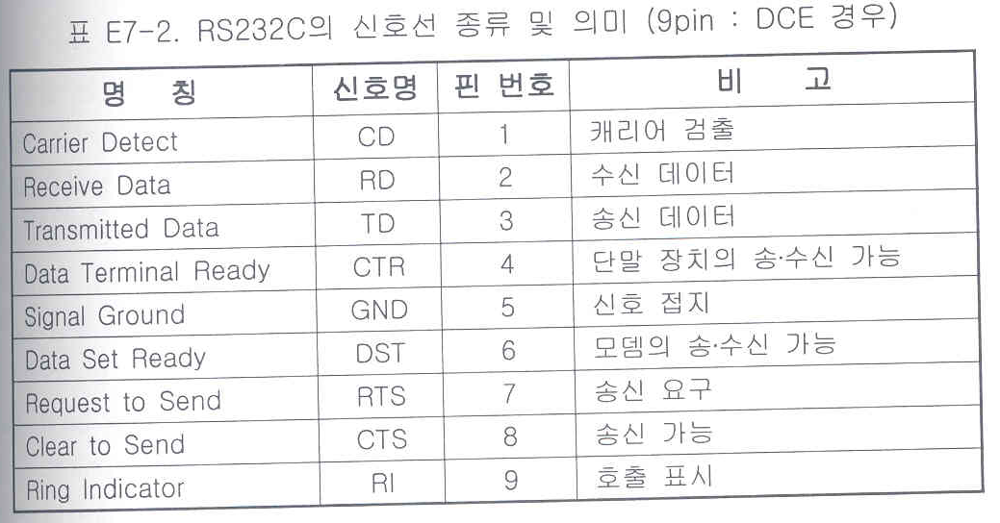 표 E7-2. RS232C의 신호선 종류 및 의미 (9pin : DCE 경우)
명 칭 신호명 핀 번호 비 고
Carrier Detect CD 1 캐리어 검출
Receive Data RD 2 수신 데이터
Transmitted Data TD 3 송신 데이터
Data Terminal Ready CTR 4 단말 장치의 송·수신 가능
Signal Ground GND 5 신호 접지
Data Set Ready DST 6 모뎀의 송·수신 가능
Request to Send RTS 7 송신 요구
Clear to Send CTS 8 송신 가능
Ring Indicator RI 9 호출 표시